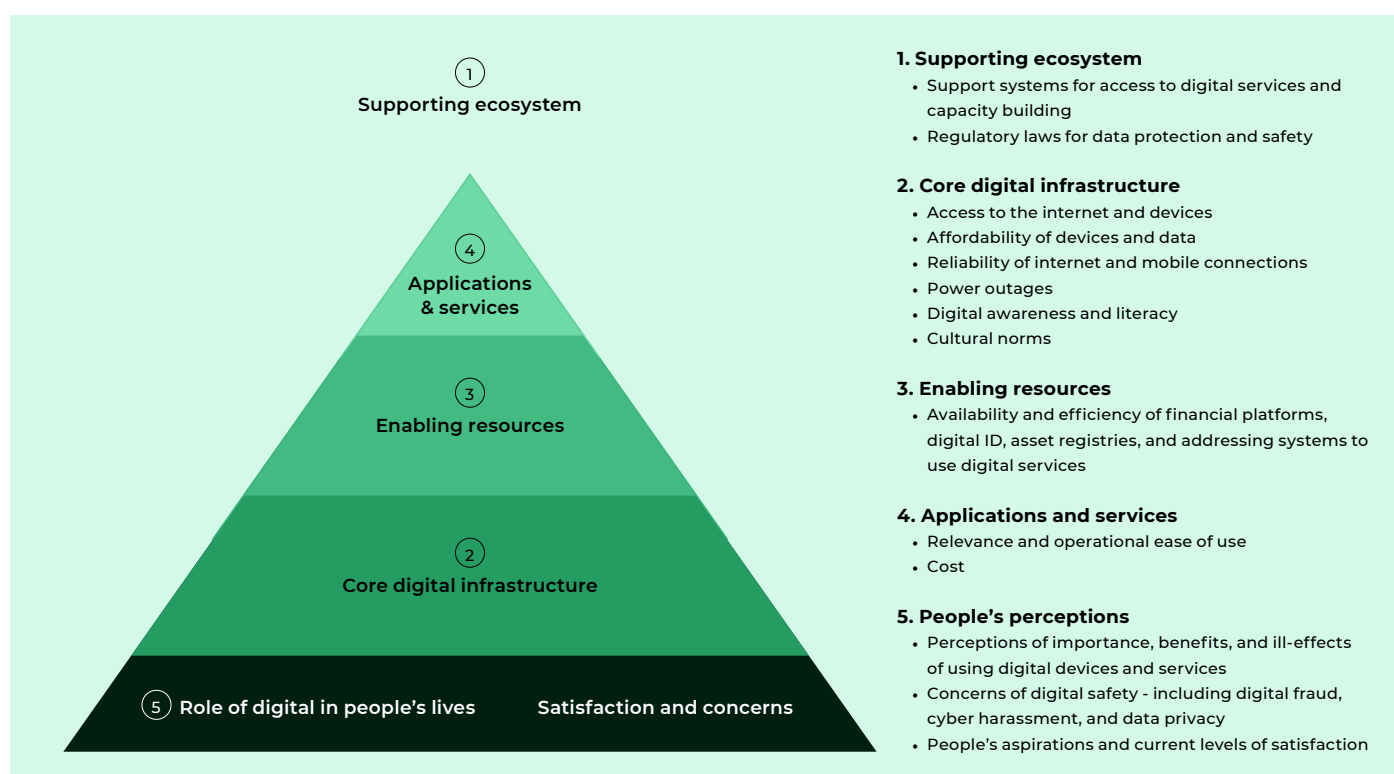 1
Supporting ecosystem
4
Applications
& services
3
Enabling resources
2
Core digital infrastructure
5 Role of digital in people’s lives
Satisfaction and concerns
1. Supporting ecosystem
• Support systems for access to digital services and
capacity building
• Regulatory laws for data protection and safety
2. Core digital infrastructure
• Access to the internet and devices
• Affordability of devices and data
• Reliability of internet and mobile connections
• Power outages
• Digital awareness and literacy
• Cultural norms
3. Enabling resources
• Availability and efficiency of financial platforms,
digital ID, asset registries, and addressing systems to
use digital services
4. Applications and services
• Relevance and operational ease of use
• Cost
5. People’s perceptions
• Perceptions of importance, benefits, and ill-effects
of using digital devices and services
• Concerns of digital safety - including digital fraud,
cyber harassment, and data privacy
• People’s aspirations and current levels of satisfaction